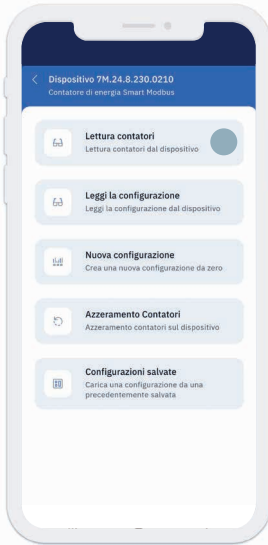 Dispositivo 7M.24.8.230.0210
Contatore di energia Smart Modbus
Lettura contatori
Lettura contatori dal dispositivo
Leggi la configurazione
Leggi la configurazione dal dispositivo
Nuova configurazione
Crea una nuova configurazione da zero
Azzeramento Contatori
Azzeramento contatori sul dispositivo
Configurazioni salvate
Carica una configurazione da una
precedentemente salvata